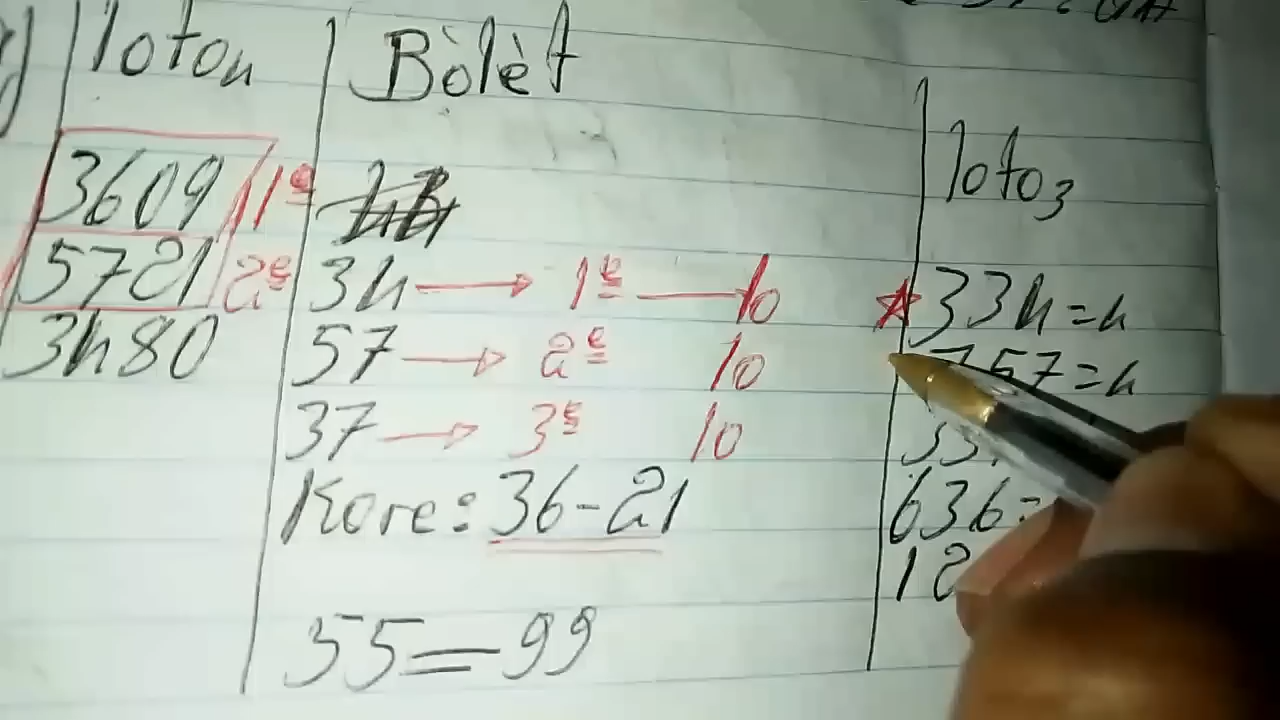 loto4
3609 1e
5721 2e
3480
Bòlèt
34 → 1e — 10
57 → 2e 10
37 → 3e 10
Kore: 36-21
55=99
loto3
334=4
=4
636=